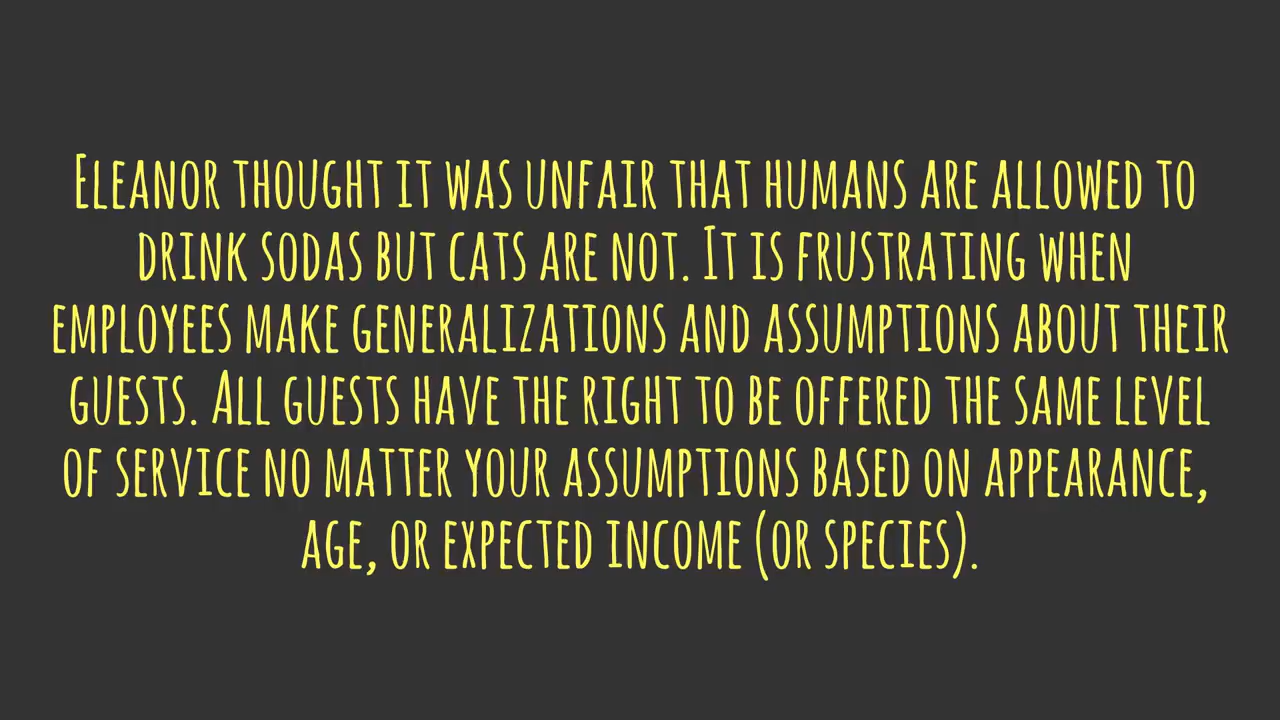 Eleanor thought it was unfair that humans are allowed to
drink sodas but cats are not. It is frustrating when
employees make generalizations and assumptions about their
guests. All guests have the right to be offered the same level
of service no matter your assumptions based on appearance,
age, or expected income (or species).